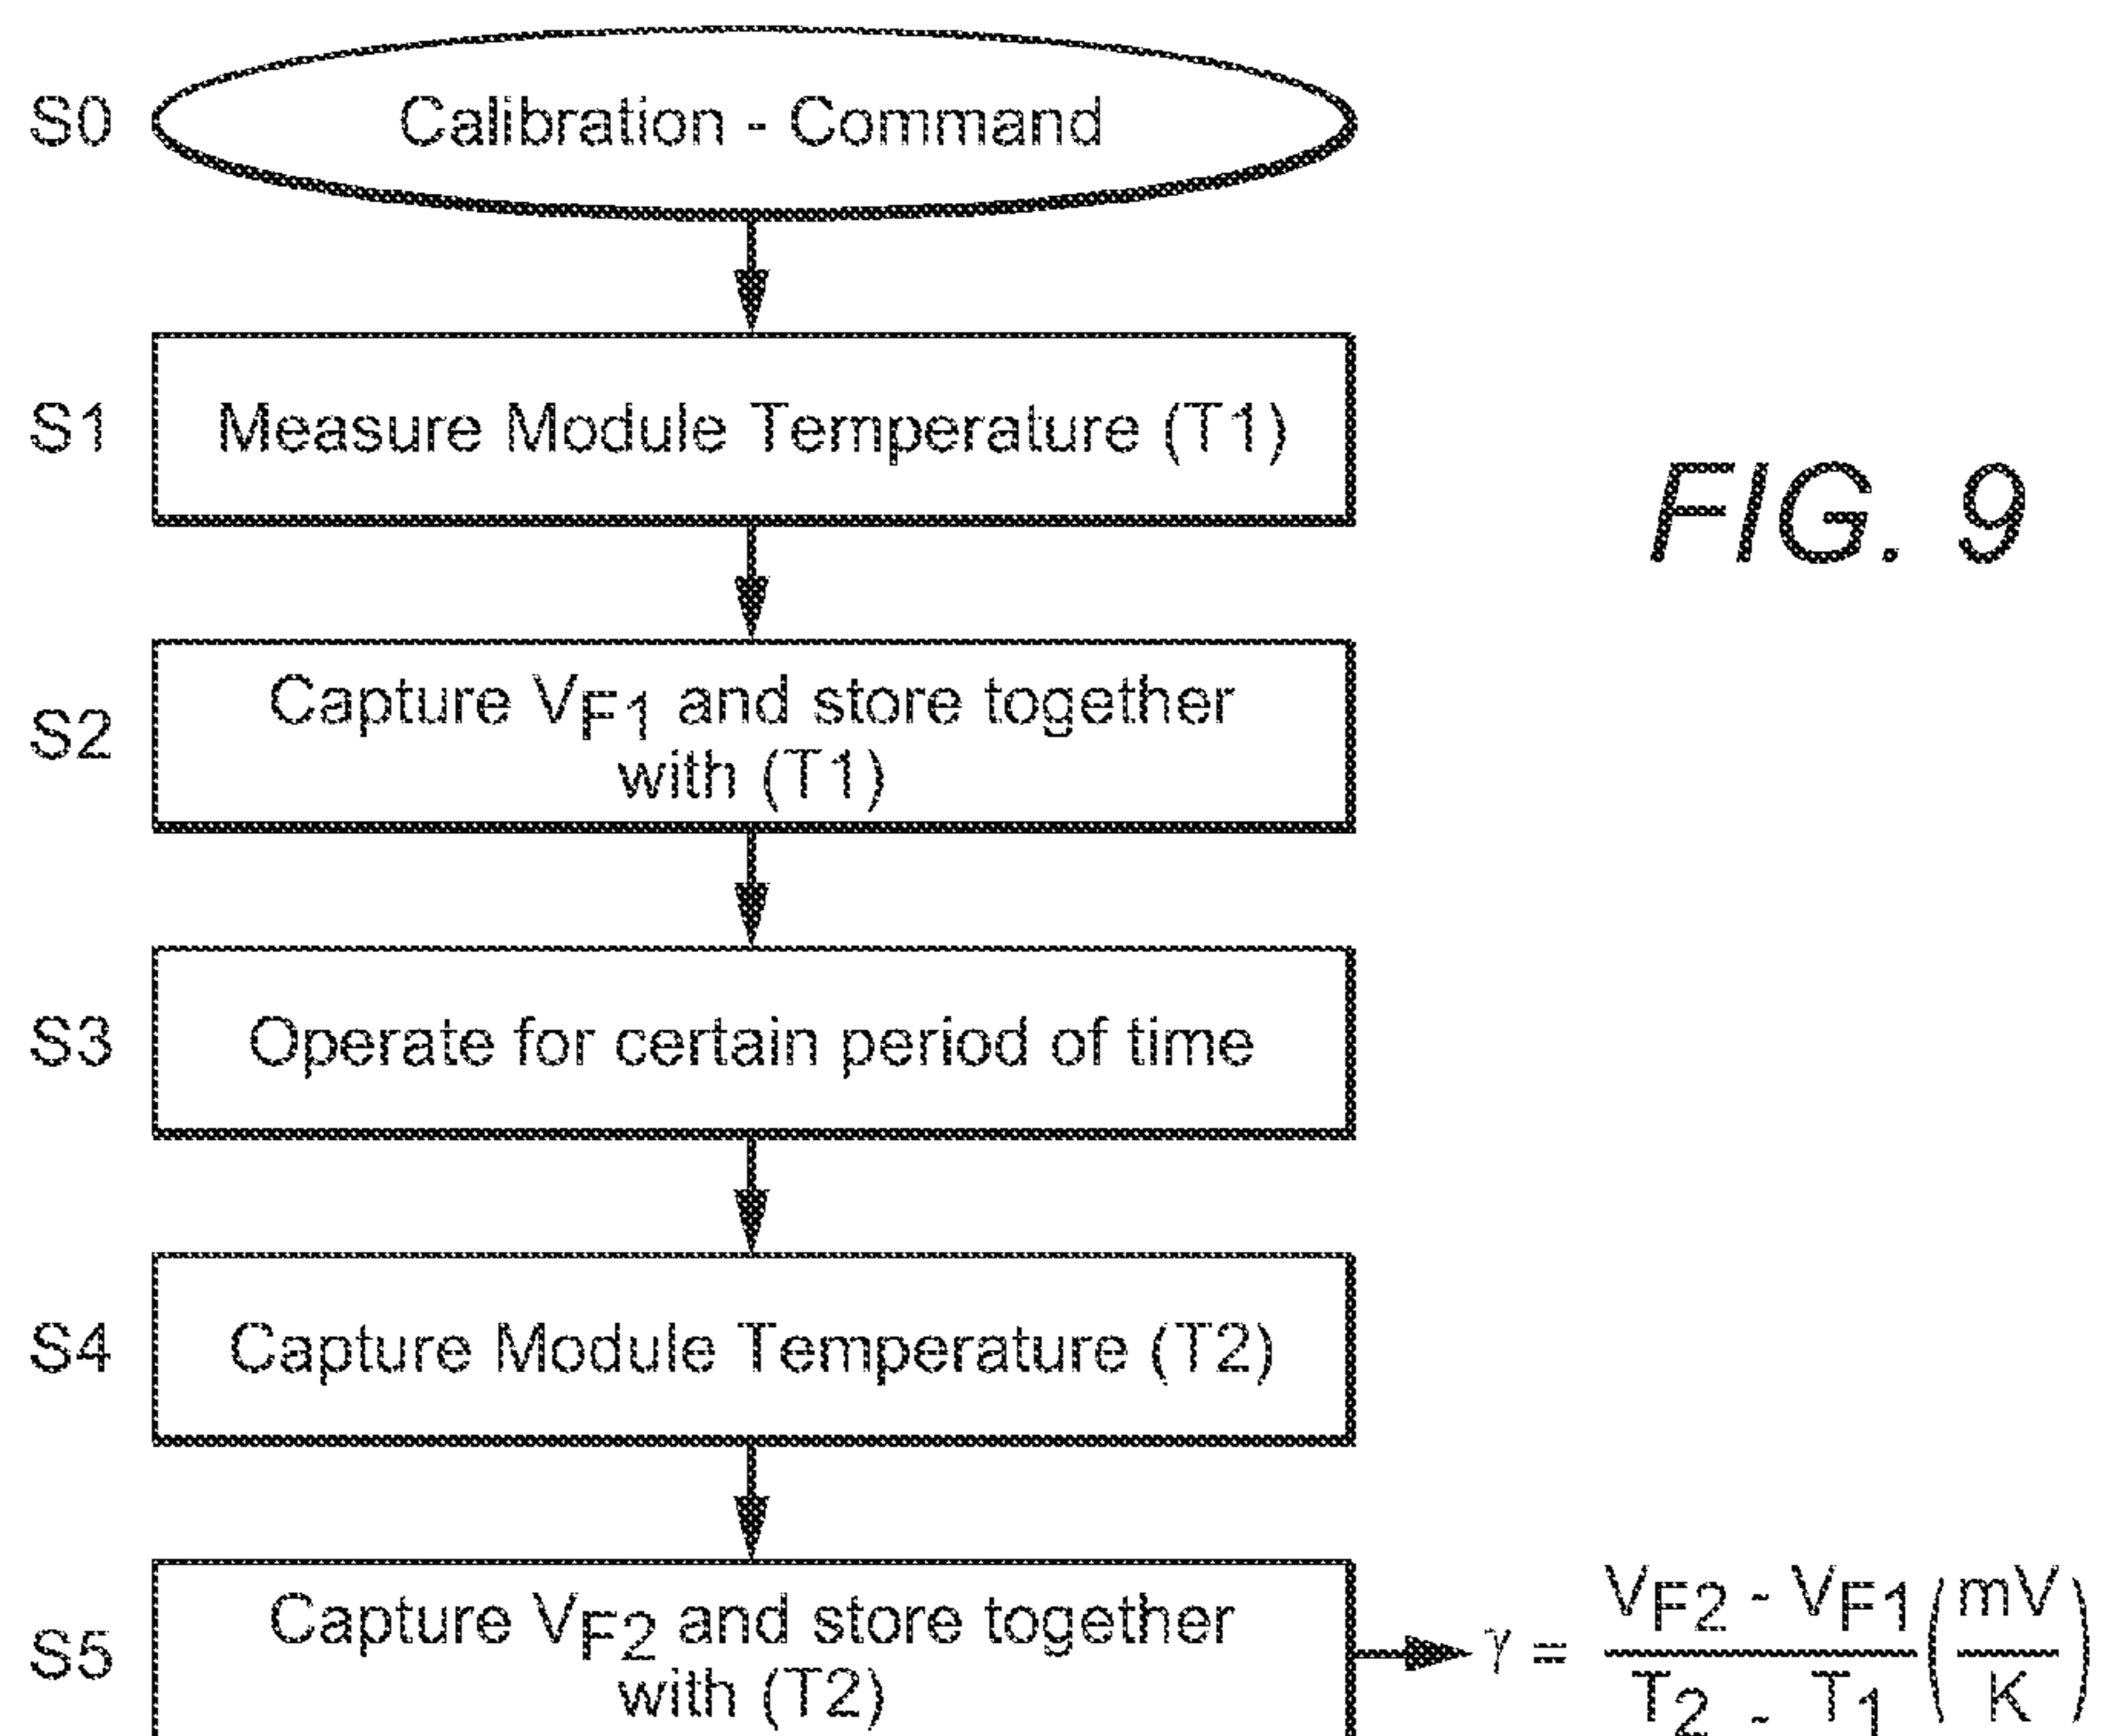 S0 Calibration - Command
S1 Measure Module Temperature (T1)
FIG. 9
S2 Capture VF1 and store together
with (T1)
S3 Operate for certain period of time
S4 Capture Module Temperature (T2)
S5 Capture VF2 and store together
with (T2)
γ = VF2 - VF1 / T2 - T1 (mV / K)